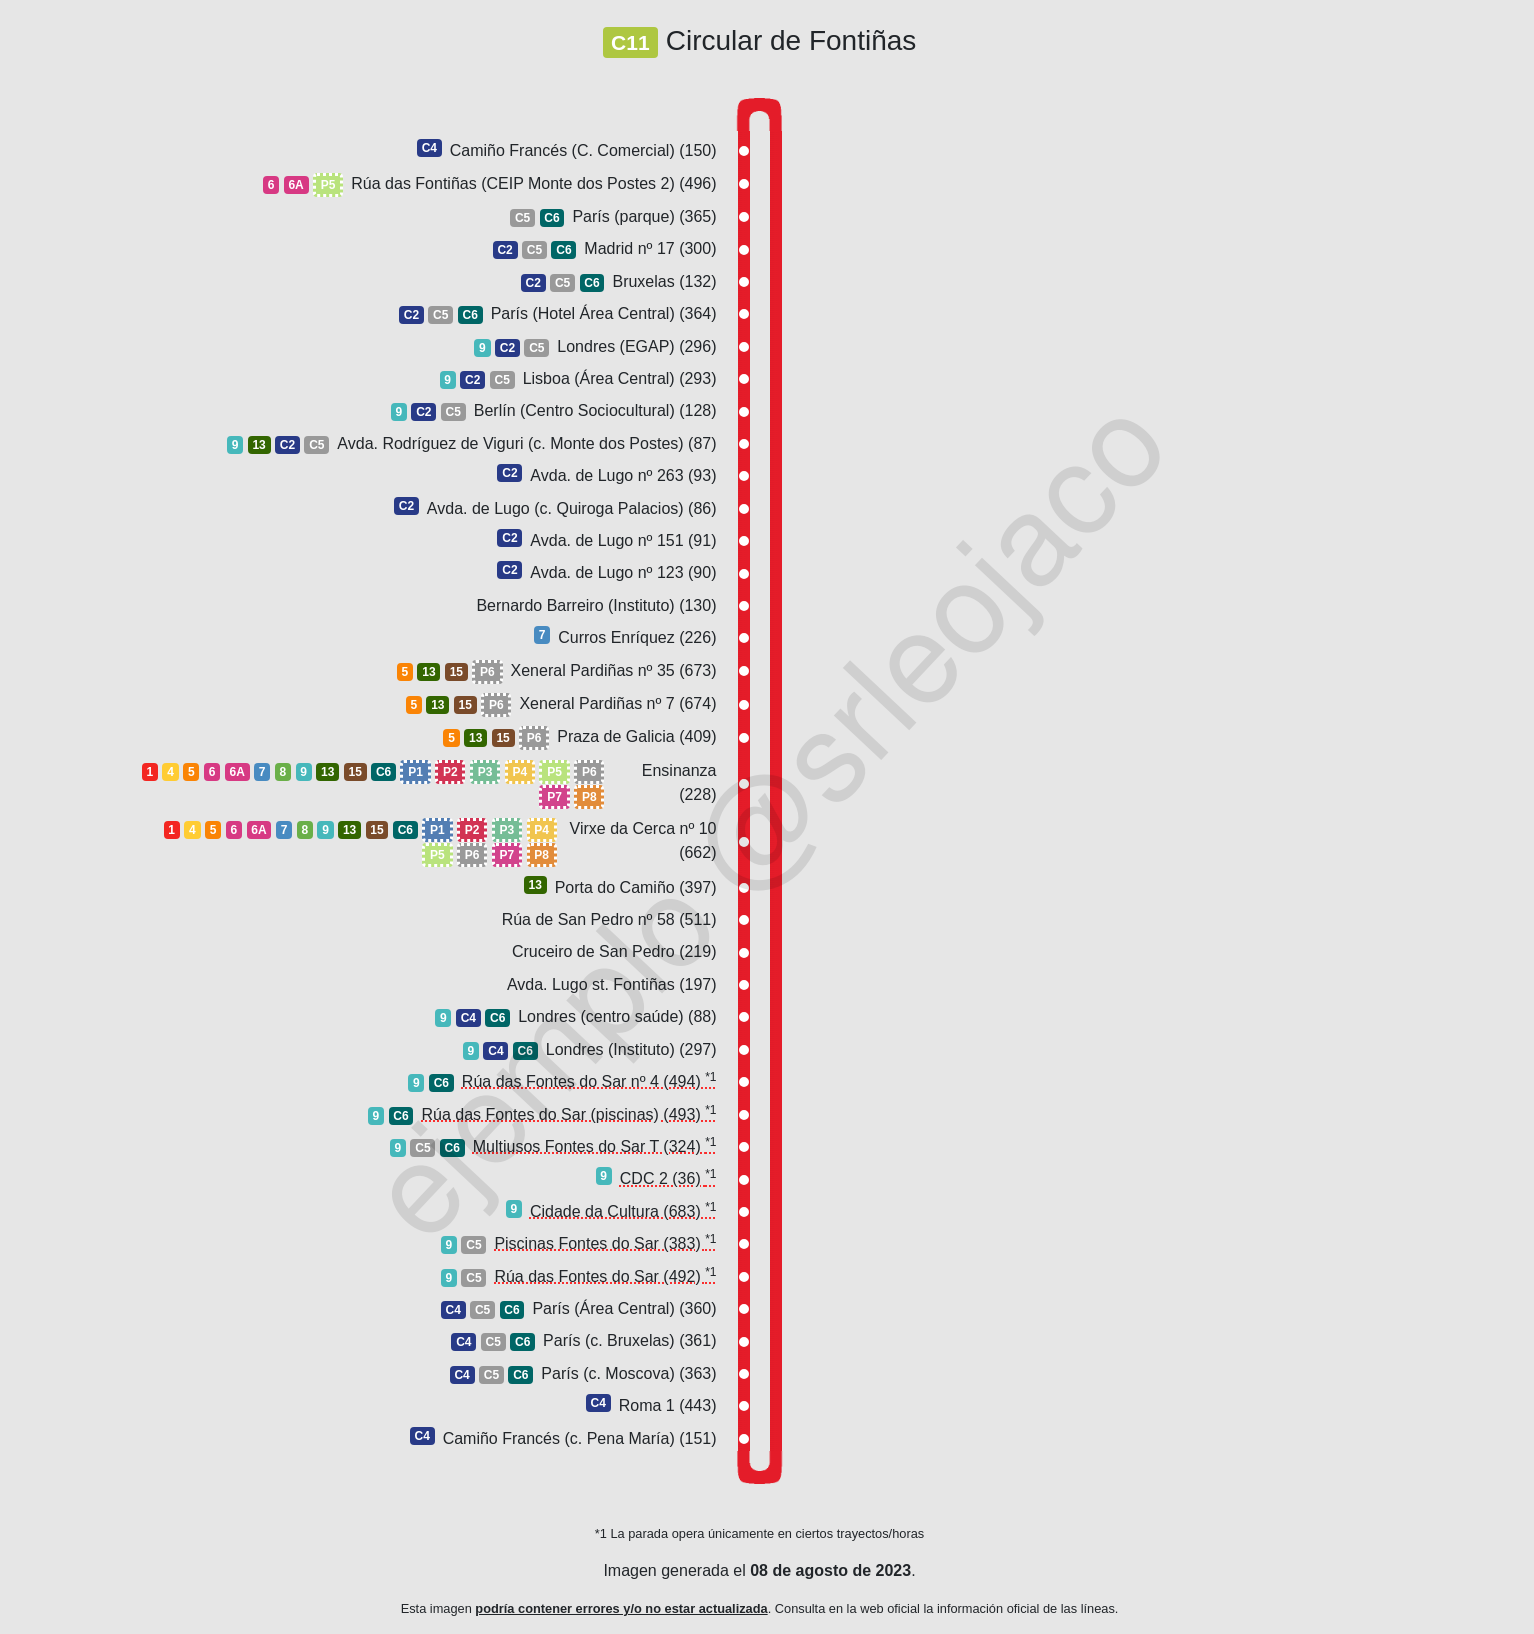 C11 Circular de Fontiñas
C4 Camiño Francés (C. Comercial) (150)
6 6A P5 Rúa das Fontiñas (CEIP Monte dos Postes 2) (496)
C5 C6 París (parque) (365)
C2 C5 C6 Madrid nº 17 (300)
C2 C5 C6 Bruxelas (132)
C2 C5 C6 París (Hotel Área Central) (364)
9 C2 C5 Londres (EGAP) (296)
9 C2 C5 Lisboa (Área Central) (293)
9 C2 C5 Berlín (Centro Sociocultural) (128)
9 13 C2 C5 Avda. Rodríguez de Viguri (c. Monte dos Postes) (87)
C2 Avda. de Lugo nº 263 (93)
C2 Avda. de Lugo (c. Quiroga Palacios) (86)
C2 Avda. de Lugo nº 151 (91)
C2 Avda. de Lugo nº 123 (90)
Bernardo Barreiro (Instituto) (130)
7 Curros Enríquez (226)
5 13 15 P6 Xeneral Pardiñas nº 35 (673)
5 13 15 P6 Xeneral Pardiñas nº 7 (674)
5 13 15 P6 Praza de Galicia (409)
1 4 5 6 6A 7 8 9 13 15 C6 P1 P2 P3 P4 P5 P6 Ensinanza
P7 P8 (228)
1 4 5 6 6A 7 8 9 13 15 C6 P1 P2 P3 P4 Virxe da Cerca nº 10
P5 P6 P7 P8 (662)
13 Porta do Camiño (397)
Rúa de San Pedro nº 58 (511)
Cruceiro de San Pedro (219)
Avda. Lugo st. Fontiñas (197)
9 C4 C6 Londres (centro saúde) (88)
9 C4 C6 Londres (Instituto) (297)
9 C6 Rúa das Fontes do Sar nº 4 (494) *1
9 C6 Rúa das Fontes do Sar (piscinas) (493) *1
9 C5 C6 Multiusos Fontes do Sar T (324) *1
9 CDC 2 (36) *1
9 Cidade da Cultura (683) *1
9 C5 Piscinas Fontes do Sar (383) *1
9 C5 Rúa das Fontes do Sar (492) *1
C4 C5 C6 París (Área Central) (360)
C4 C5 C6 París (c. Bruxelas) (361)
C4 C5 C6 París (c. Moscova) (363)
C4 Roma 1 (443)
C4 Camiño Francés (c. Pena María) (151)
ejemplo @srleojaco
*1 La parada opera únicamente en ciertos trayectos/horas
Imagen generada el 08 de agosto de 2023.
Esta imagen podría contener errores y/o no estar actualizada. Consulta en la web oficial la información oficial de las líneas.